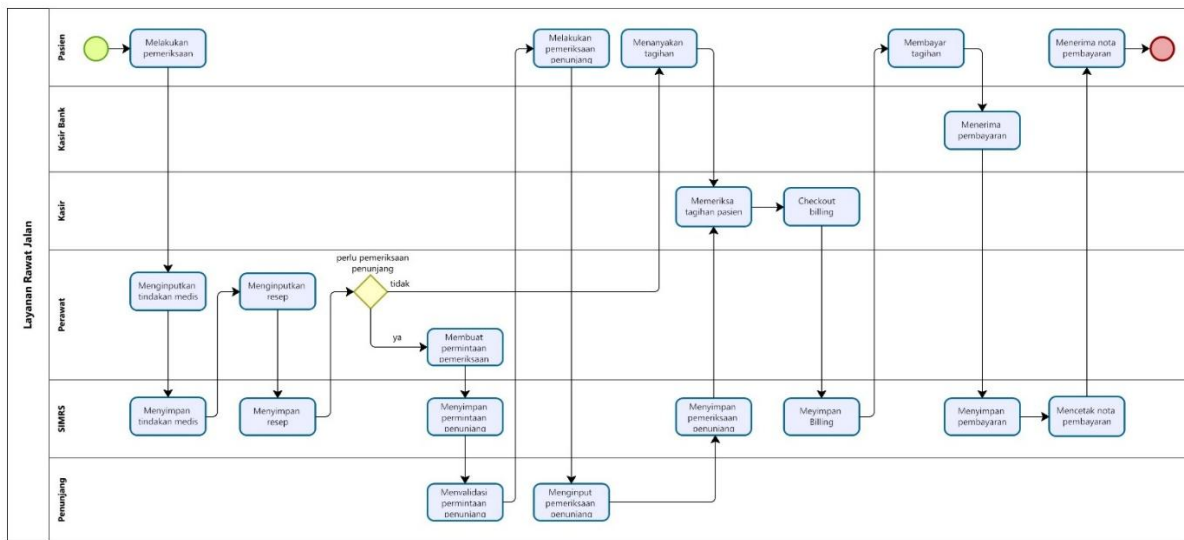 Layanan Rawat Jalan
Pasien
Melakukan
pemeriksaan
Melakukan
pemeriksaan
penunjang
Menanyakan
tagihan
Membayar
tagihan
Menerima nota
pembayaran
Kasir Bank
Menerima
pembayaran
Kasir
Memeriksa
tagihan pasien
Checkout
billing
Perawat
Menginputkan
tindakan medis
Menginputkan
resep
perlu pemeriksaan
penunjang
tidak
ya
Membuat
permintaan
pemeriksaan
SIMRS
Menyimpan
tindakan medis
Menyimpan
resep
Menyimpan
permintaan
penunjang
Menyimpan
pemeriksaan
penunjang
Meyimpan
Billing
Menyimpan
pembayaran
Mencetak nota
pembayaran
Penunjang
Menvalidasi
permintaan
penunjang
Menginput
pemeriksaan
penunjang